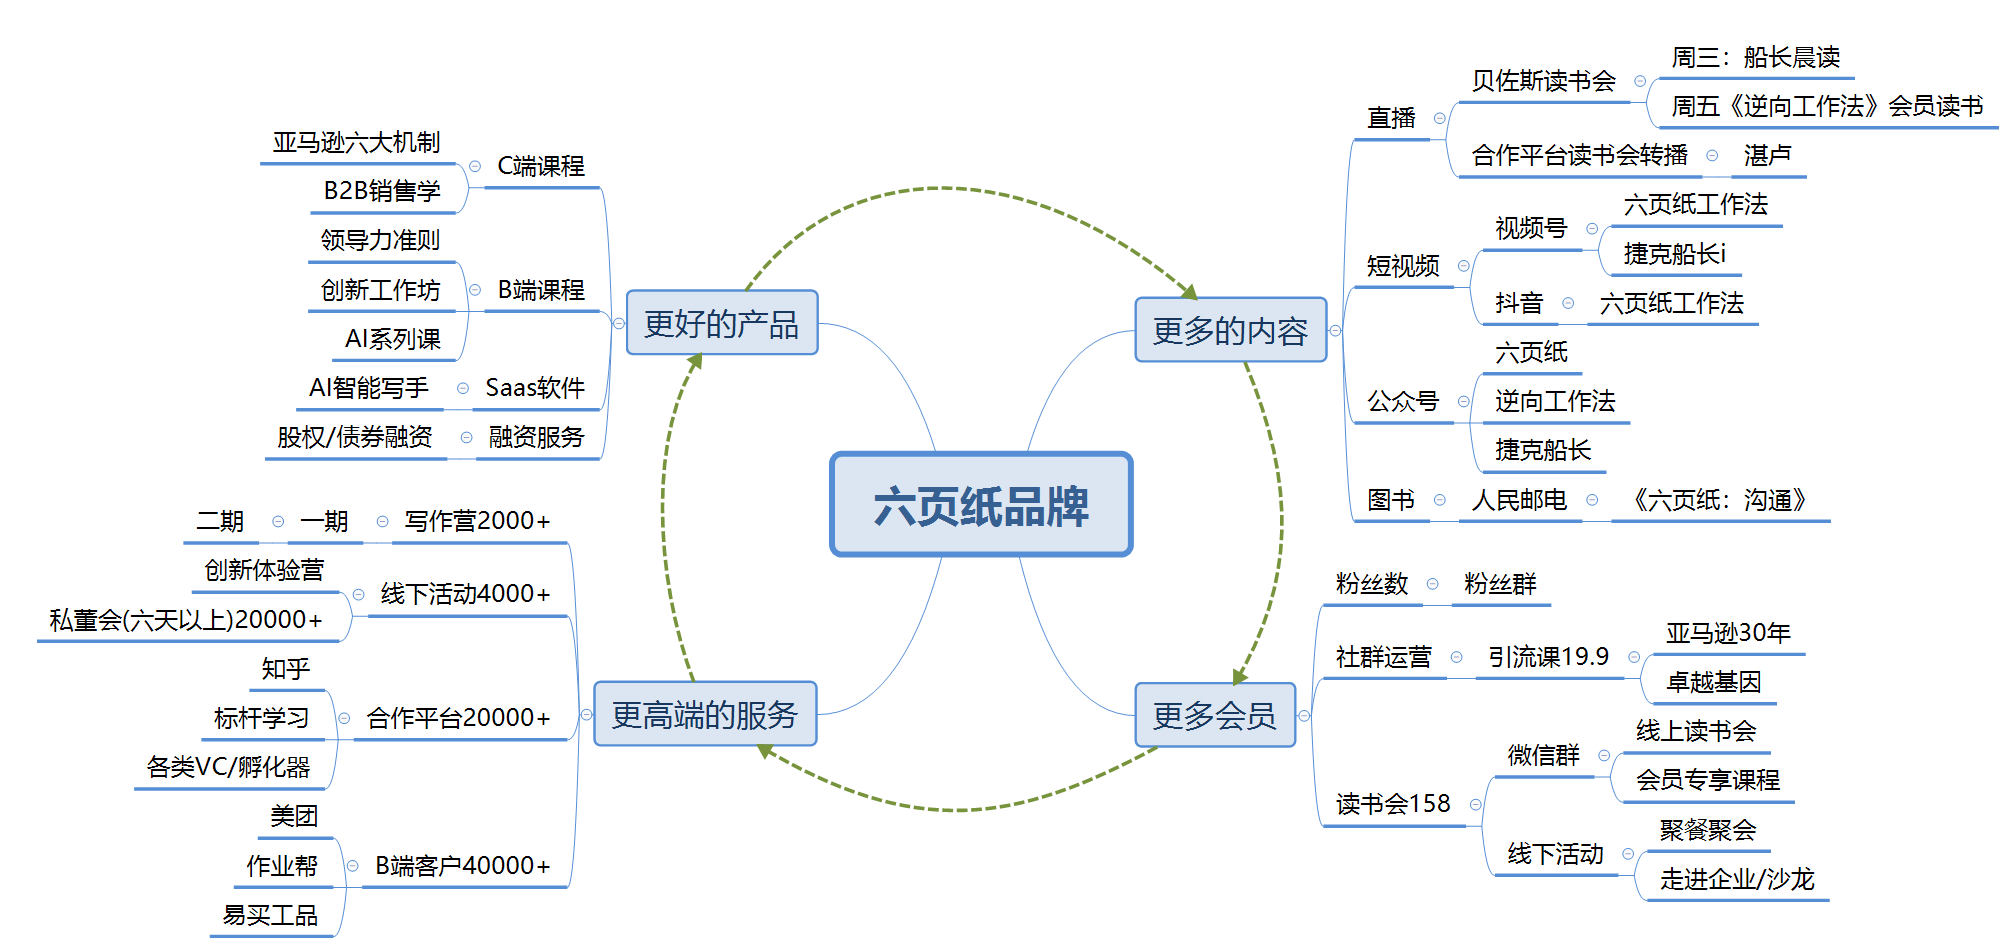 六页纸品牌
更好的产品
C端课程
亚马逊六大机制
B2B销售学
B端课程
领导力准则
创新工作坊
AI系列课
Saas软件
AI智能写手
融资服务
股权/债券融资
更多的内容
直播
贝佐斯读书会
周三：船长晨读
周五《逆向工作法》会员读书
合作平台读书会转播
湛卢
短视频
视频号
六页纸工作法
捷克船长i
抖音
六页纸工作法
公众号
六页纸
逆向工作法
捷克船长
图书
人民邮电
《六页纸：沟通》
更多会员
粉丝数
粉丝群
社群运营
引流课19.9
亚马逊30年
卓越基因
读书会158
微信群
线上读书会
会员专享课程
线下活动
聚餐聚会
走进企业/沙龙
更高端的服务
写作营2000+
一期
二期
线下活动4000+
创新体验营
私董会(六天以上)20000+
合作平台20000+
知乎
标杆学习
各类VC/孵化器
B端客户40000+
美团
作业帮
易买工品